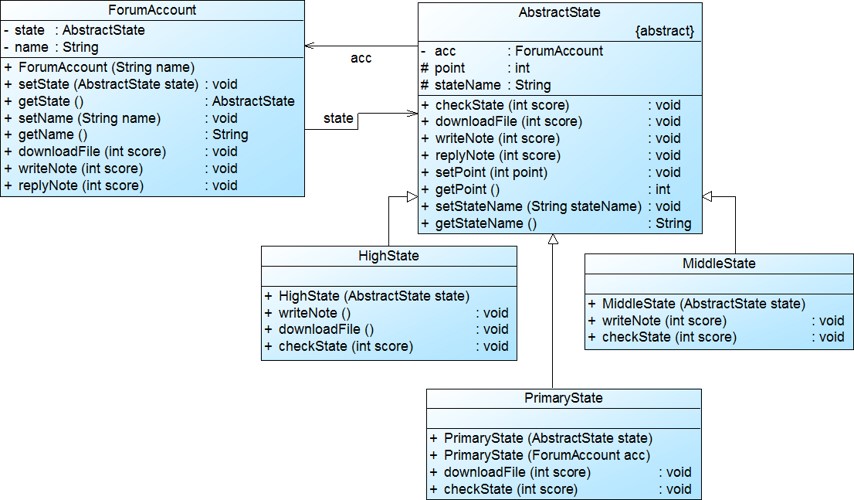 ForumAccount
- state : AbstractState
- name : String
+ ForumAccount (String name)
+ setState (AbstractState state) : void
+ getState () : AbstractState
+ setName (String name) : void
+ getName () : String
+ downloadFile (int score) : void
+ writeNote (int score) : void
+ replyNote (int score) : void
acc
state
AbstractState
{abstract}
- acc : ForumAccount
# point : int
# stateName : String
+ checkState (int score) : void
+ downloadFile (int score) : void
+ writeNote (int score) : void
+ replyNote (int score) : void
+ setPoint (int point) : void
+ getPoint () : int
+ setStateName (String stateName) : void
+ getStateName () : String
HighState
+ HighState (AbstractState state)
+ writeNote () : void
+ downloadFile () : void
+ checkState (int score) : void
MiddleState
+ MiddleState (AbstractState state)
+ writeNote (int score) : void
+ checkState (int score) : void
PrimaryState
+ PrimaryState (AbstractState state)
+ PrimaryState (ForumAccount acc)
+ downloadFile (int score) : void
+ checkState (int score) : void